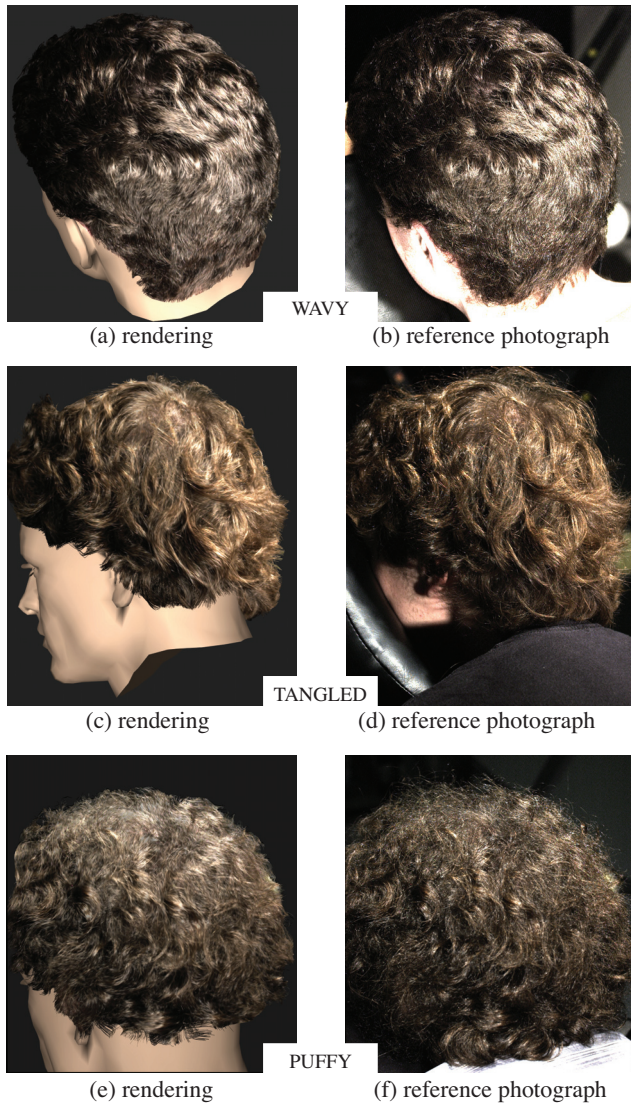 WAVY
(a) rendering (b) reference photograph
TANGLED
(c) rendering (d) reference photograph
PUFFY
(e) rendering (f) reference photograph